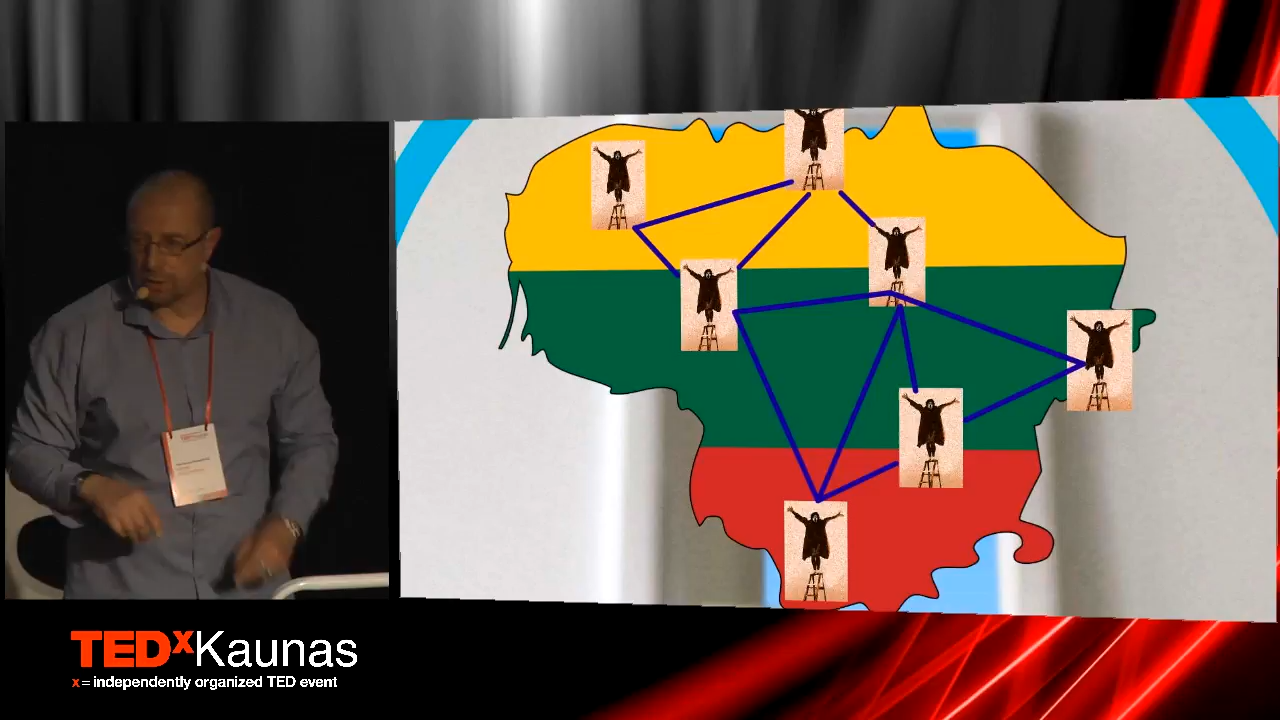 TEDxKaunas
x = independently organized TED event